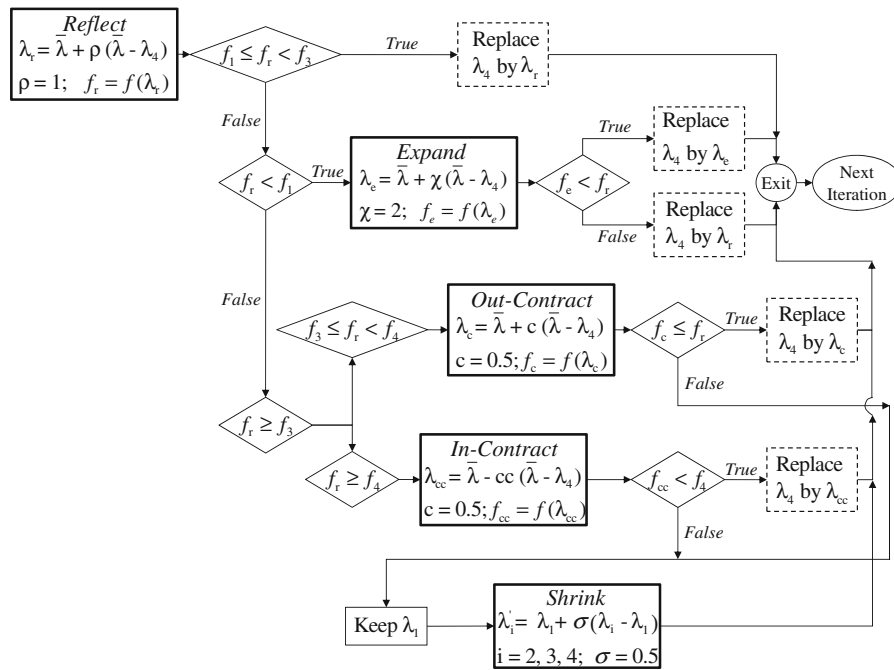 Reflect
λr = λ̄ + ρ (λ̄ - λ4)
ρ = 1; fr = f(λr)
f1 ≤ fr < f3
True
Replace
λ4 by λr
False
fr < f1
True
Expand
λe = λ̄ + χ (λ̄ - λ4)
χ = 2; fe = f(λe)
fe < fr
True
Replace
λ4 by λe
False
Replace
λ4 by λr
Exit
Next
Iteration
False
f3 ≤ fr < f4
Out-Contract
λc = λ̄ + c (λ̄ - λ4)
c = 0.5; fc = f(λc)
fc ≤ fr
True
Replace
λ4 by λc
False
fr ≥ f3
fr ≥ f4
In-Contract
λcc = λ̄ - cc (λ̄ - λ4)
c = 0.5; fcc = f(λcc)
fcc < f4
True
Replace
λ4 by λcc
False
Keep λ1
Shrink
λi' = λ1 + σ(λi - λ1)
i = 2, 3, 4; σ = 0.5